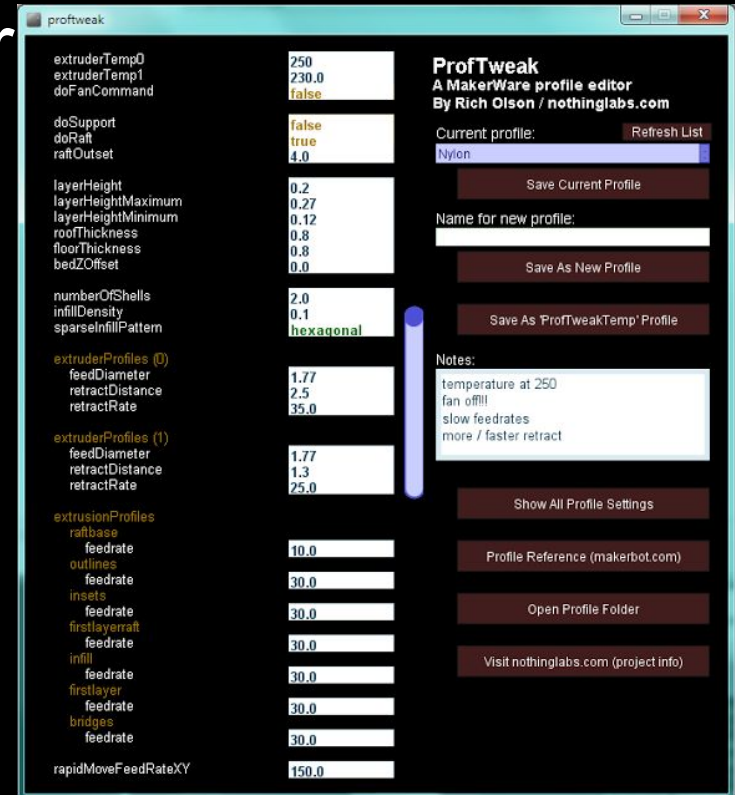 proftweak
extruderTemp0 250
extruderTemp1 230.0
doFanCommand false
doSupport false
doRaft true
raftOutset 4.0
layerHeight 0.2
layerHeightMaximum 0.27
layerHeightMinimum 0.12
roofThickness 0.8
floorThickness 0.8
bedZOffset 0.0
numberOfShells 2.0
infillDensity 0.1
sparseInfillPattern hexagonal
extruderProfiles (0)
feedDiameter 1.77
retractDistance 2.5
retractRate 35.0
extruderProfiles (1)
feedDiameter 1.77
retractDistance 1.3
retractRate 25.0
extrusionProfiles
raftbase
feedrate 10.0
outlines
feedrate 30.0
insets
feedrate 30.0
firstlayerraft
feedrate 30.0
infill
feedrate 30.0
firstlayer
feedrate 30.0
bridges
feedrate 30.0
rapidMoveFeedRateXY 150.0
ProfTweak
A MakerWare profile editor
By Rich Olson / nothinglabs.com
Current profile: Refresh List
Nylon
Save Current Profile
Name for new profile:
Save As New Profile
Save As 'ProfTweakTemp' Profile
Notes:
temperature at 250
fan off!!!
slow feedrates
more / faster retract
Show All Profile Settings
Profile Reference (makerbot.com)
Open Profile Folder
Visit nothinglabs.com (project info)